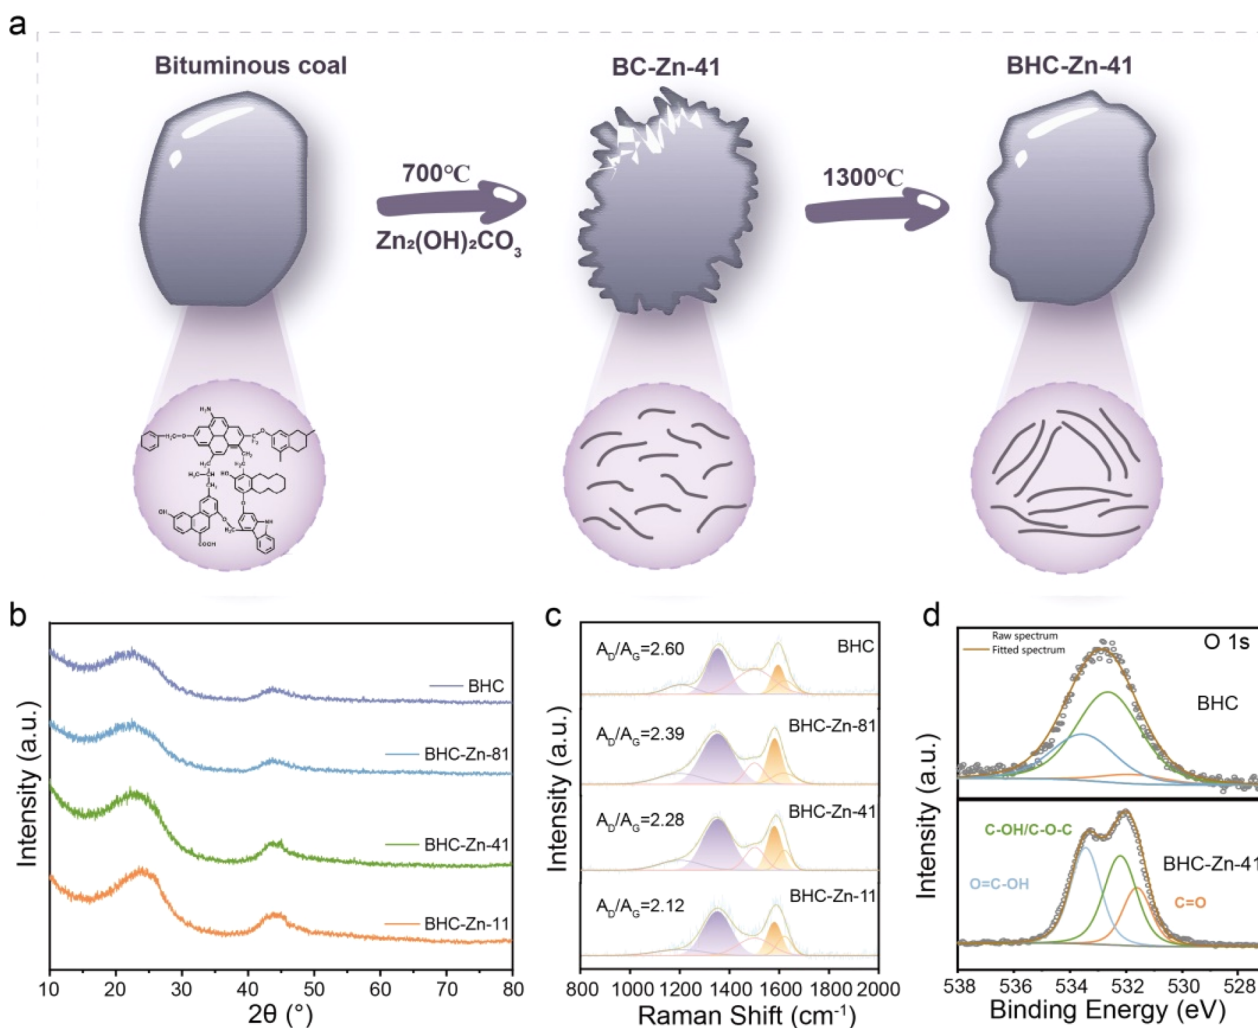 a
Bituminous coal
BC-Zn-41
BHC-Zn-41
700℃
Zn₂(OH)₂CO₃
1300℃
H₂N
OH
COOH
NH
b
BHC
BHC-Zn-81
BHC-Zn-41
BHC-Zn-11
Intensity (a.u.)
10 20 30 40 50 60 70 80
2θ (°)
c
A_D/A_G=2.60
BHC
A_D/A_G=2.39
BHC-Zn-81
A_D/A_G=2.28
BHC-Zn-41
A_D/A_G=2.12
BHC-Zn-11
Intensity (a.u.)
800 1000 1200 1400 1600 1800 2000
Raman Shift (cm⁻¹)
d
Raw spectrum
Fitted spectrum
O 1s
BHC
C-OH/C-O-C
BHC-Zn-41
O=C-OH
C=O
Intensity (a.u.)
538 536 534 532 530 528
Binding Energy (eV)